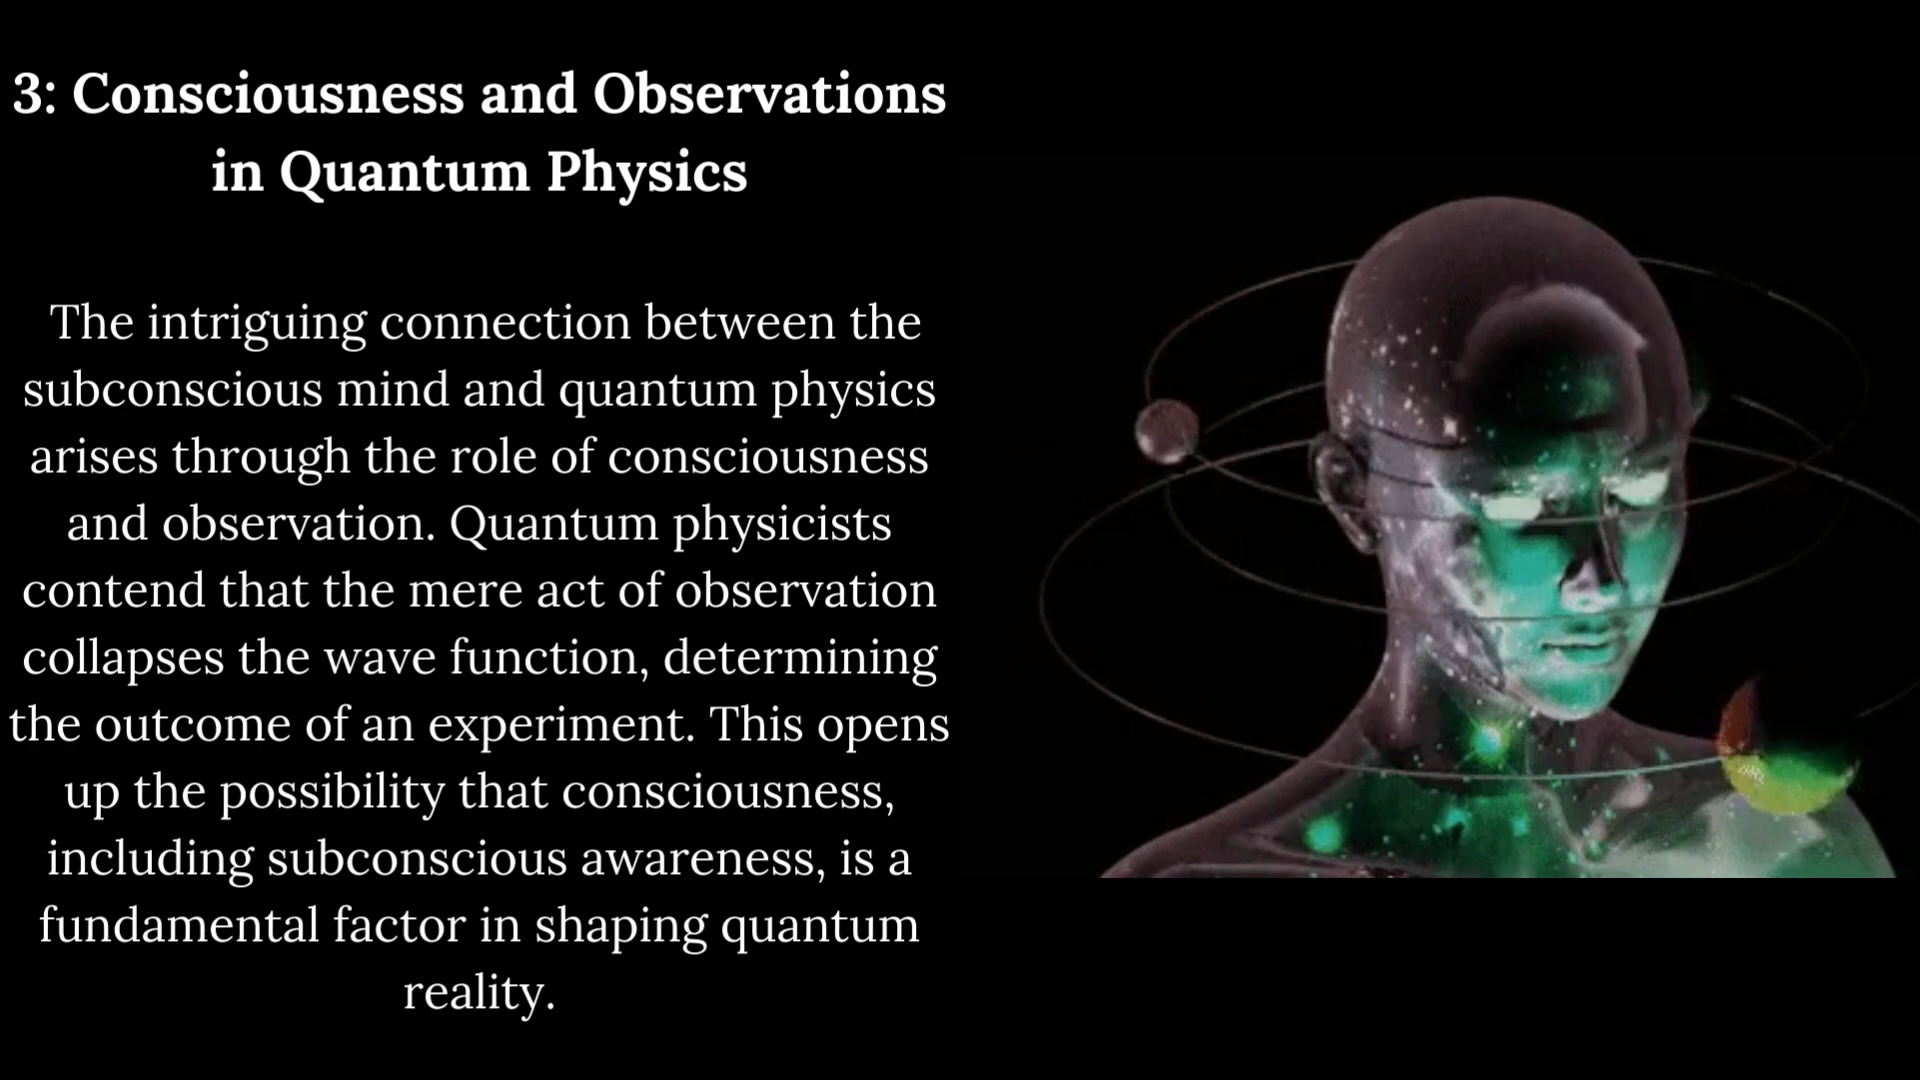 3: Consciousness and Observations
in Quantum Physics
The intriguing connection between the
subconscious mind and quantum physics
arises through the role of consciousness
and observation. Quantum physicists
contend that the mere act of observation
collapses the wave function, determining
the outcome of an experiment. This opens
up the possibility that consciousness,
including subconscious awareness, is a
fundamental factor in shaping quantum
reality.